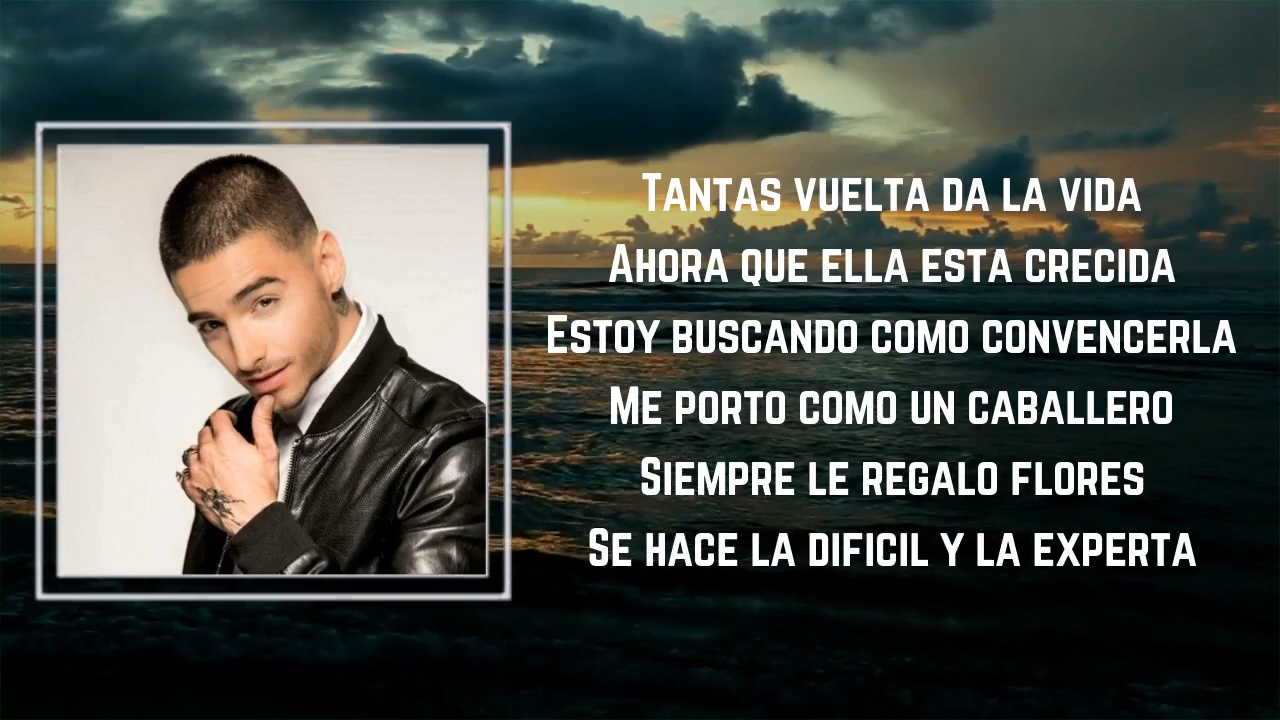 Tantas vuelta da la vida
Ahora que ella esta crecida
Estoy buscando como convencerla
Me porto como un caballero
Siempre le regalo flores
Se hace la dificil y la experta